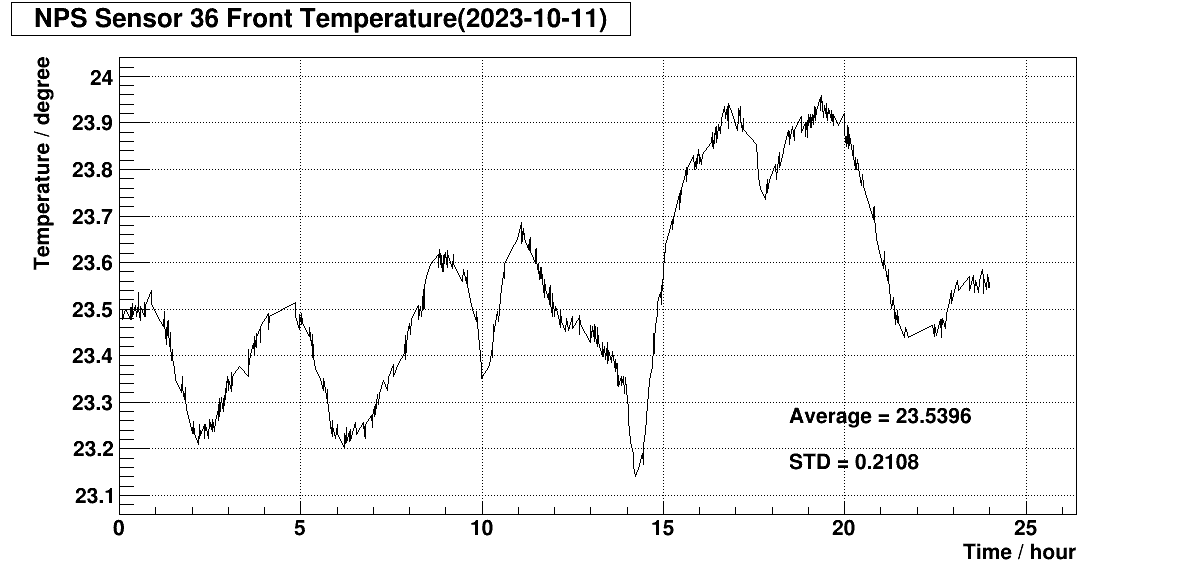 NPS Sensor 36 Front Temperature(2023-10-11)
Temperature / degree
24
23.9
23.8
23.7
23.6
23.5
23.4
23.3
23.2
23.1
Average = 23.5396
STD = 0.2108
0 5 10 15 20 25
Time / hour